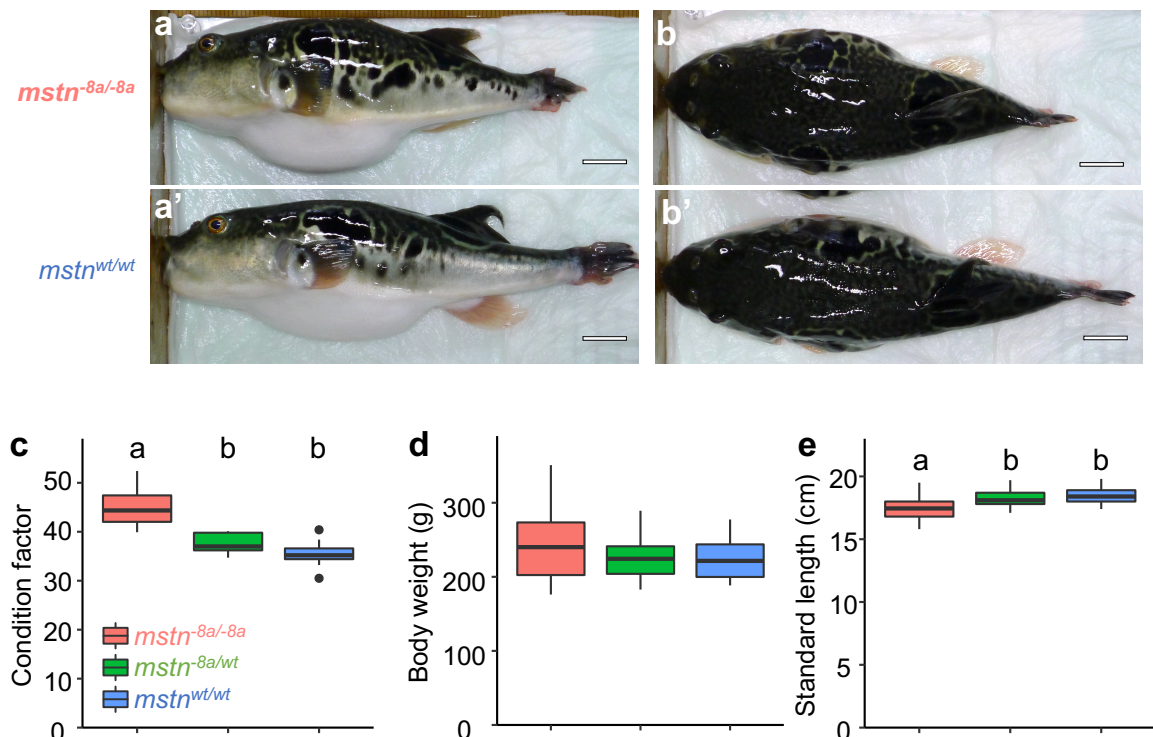 a
b
mstn-8a/-8a
a’
b’
mstnwt/wt
c
a
b
b
Condition factor
50
40
30
20
10
0
mstn-8a/-8a
mstn-8a/wt
mstnwt/wt
d
Body weight (g)
300
200
100
0
e
a
b
b
Standard length (cm)
20
15
10
5
0